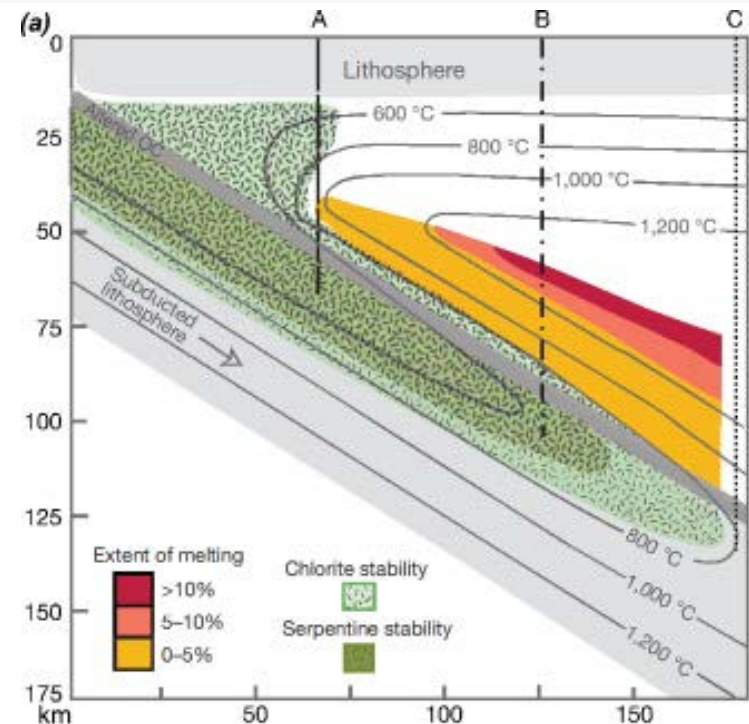 (a)
A
B
C
0
Lithosphere
600 °C
25
Altered OC
800 °C
1,000 °C
1,200 °C
50
Subducted
lithosphere
75
100
125
800 °C
Extent of melting
>10%
5–10%
0–5%
Chlorite stability
Serpentine stability
1,000 °C
150
1,200 °C
175
km
50
100
150